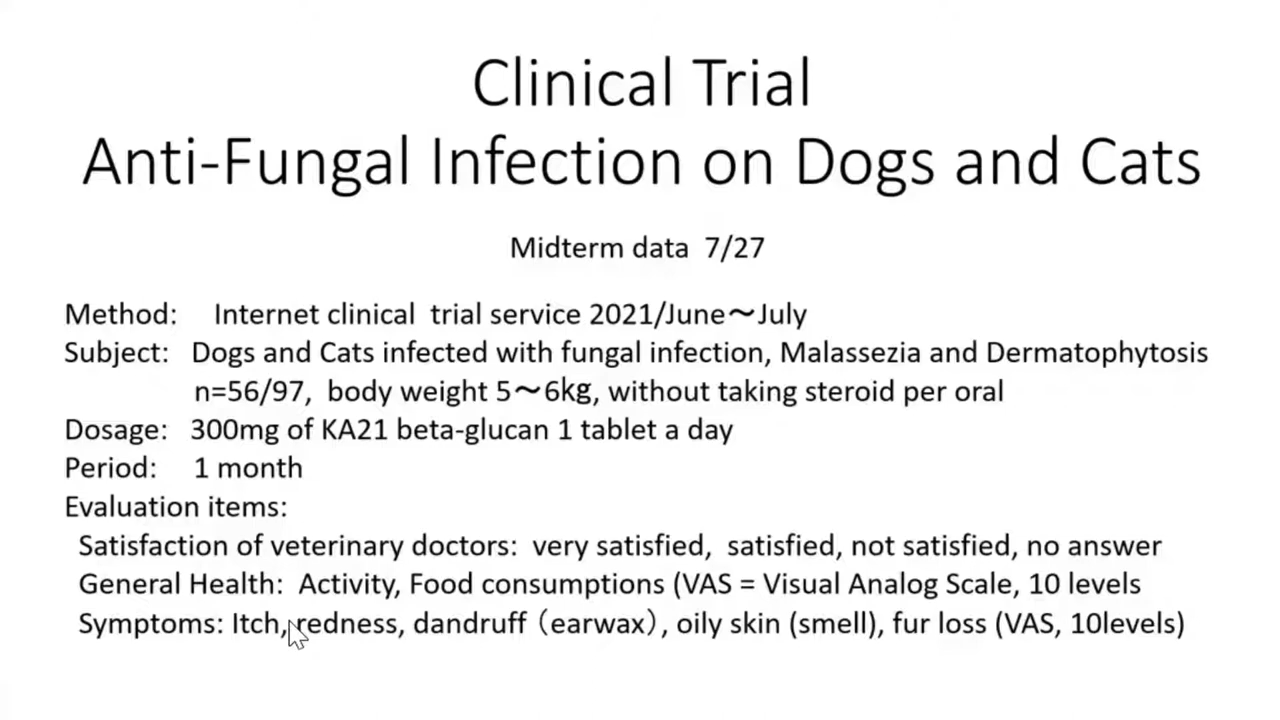 Clinical Trial
Anti-Fungal Infection on Dogs and Cats
Midterm data 7/27
Method: Internet clinical trial service 2021/June～July
Subject: Dogs and Cats infected with fungal infection, Malassezia and Dermatophytosis
n=56/97, body weight 5～6kg, without taking steroid per oral
Dosage: 300mg of KA21 beta-glucan 1 tablet a day
Period: 1 month
Evaluation items:
Satisfaction of veterinary doctors: very satisfied, satisfied, not satisfied, no answer
General Health: Activity, Food consumptions (VAS = Visual Analog Scale, 10 levels
Symptoms: Itch, redness, dandruff（earwax）, oily skin (smell), fur loss (VAS, 10levels)